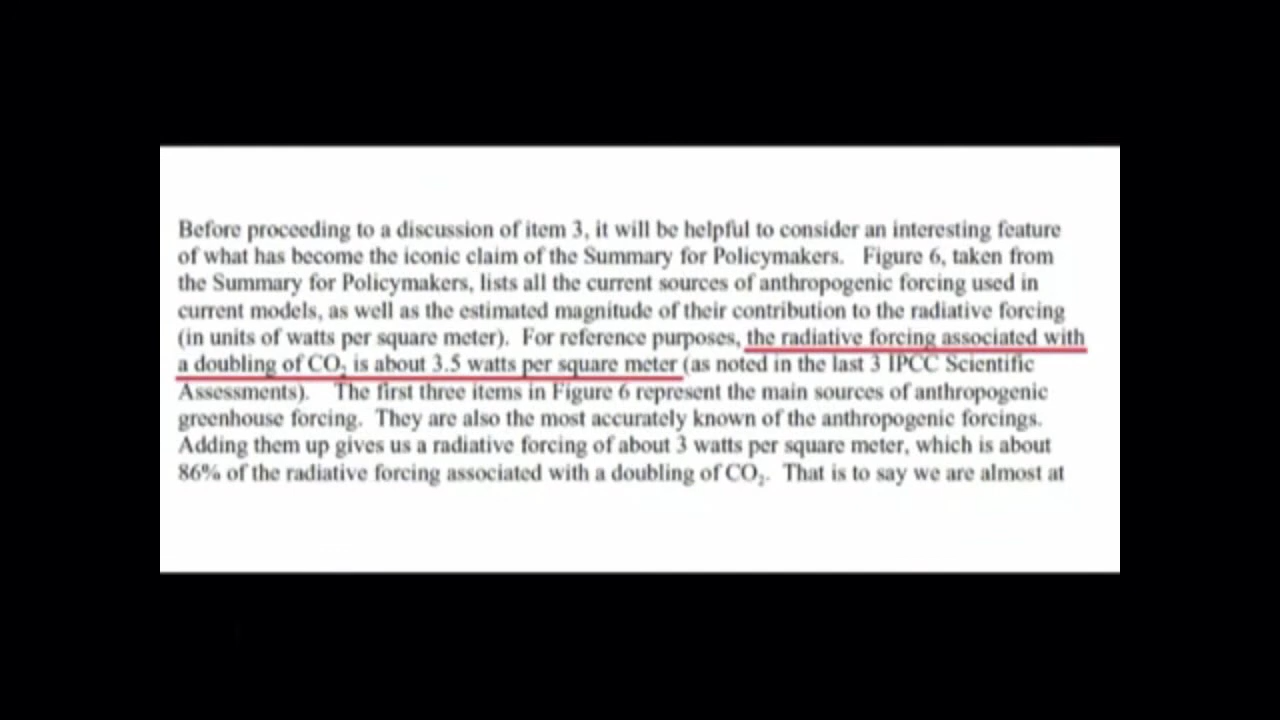 Before proceeding to a discussion of item 3, it will be helpful to consider an interesting feature
of what has become the iconic claim of the Summary for Policymakers. Figure 6, taken from
the Summary for Policymakers, lists all the current sources of anthropogenic forcing used in
current models, as well as the estimated magnitude of their contribution to the radiative forcing
(in units of watts per square meter). For reference purposes, the radiative forcing associated with
a doubling of CO₂ is about 3.5 watts per square meter (as noted in the last 3 IPCC Scientific
Assessments). The first three items in Figure 6 represent the main sources of anthropogenic
greenhouse forcing. They are also the most accurately known of the anthropogenic forcings.
Adding them up gives us a radiative forcing of about 3 watts per square meter, which is about
86% of the radiative forcing associated with a doubling of CO₂. That is to say we are almost at